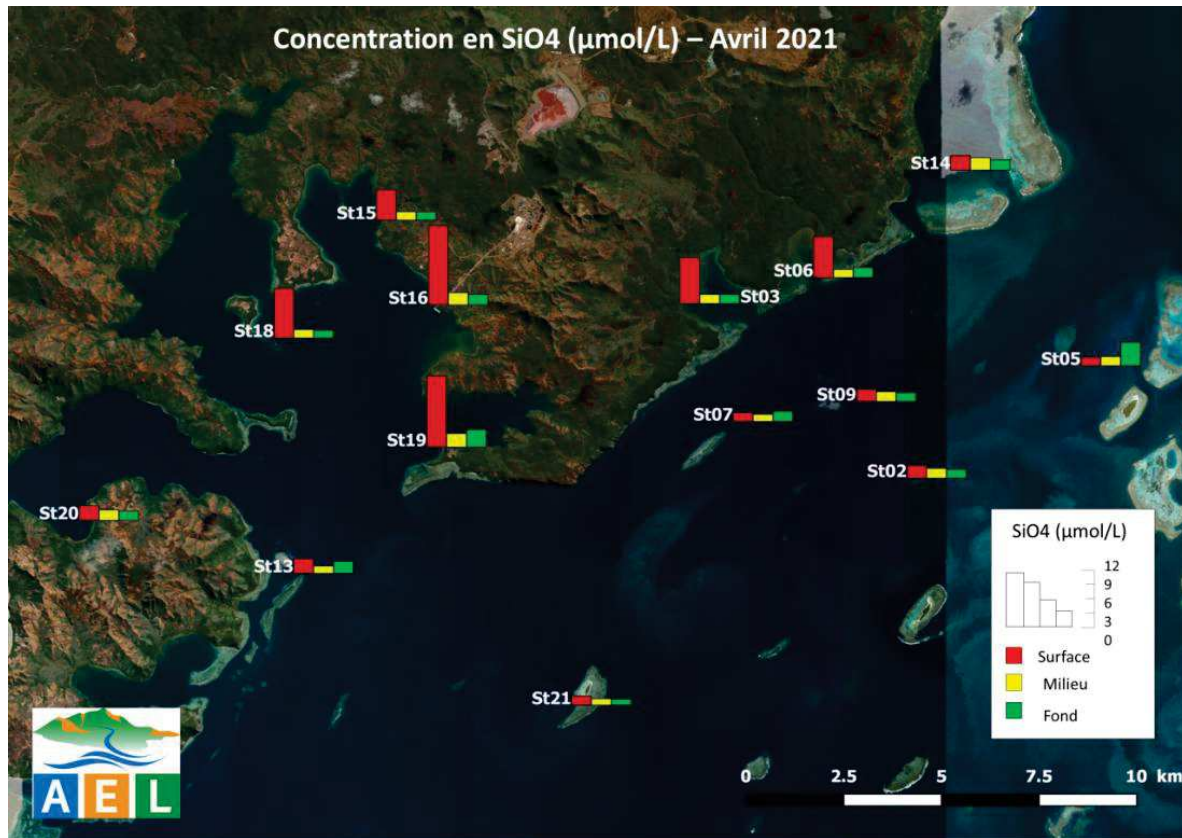 Concentration en SiO4 (µmol/L) – Avril 2021
St14
St15
St06
St16
St03
St18
St05
St09
St07
St19
St02
St20
St13
St21
SiO4 (µmol/L)
12
9
6
3
0
Surface
Milieu
Fond
0 2.5 5 7.5 10 km
A E L